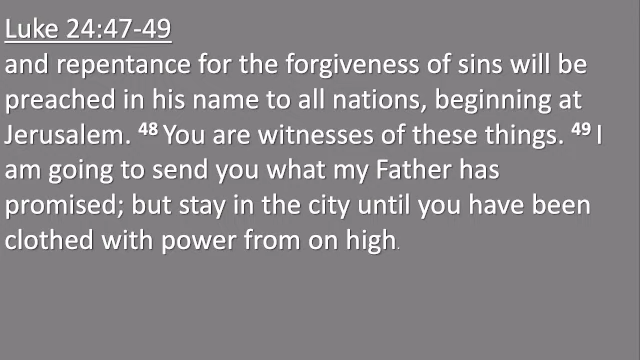 Luke 24:47-49
and repentance for the forgiveness of sins will be
preached in his name to all nations, beginning at
Jerusalem. 48 You are witnesses of these things. 49 I
am going to send you what my Father has
promised; but stay in the city until you have been
clothed with power from on high.